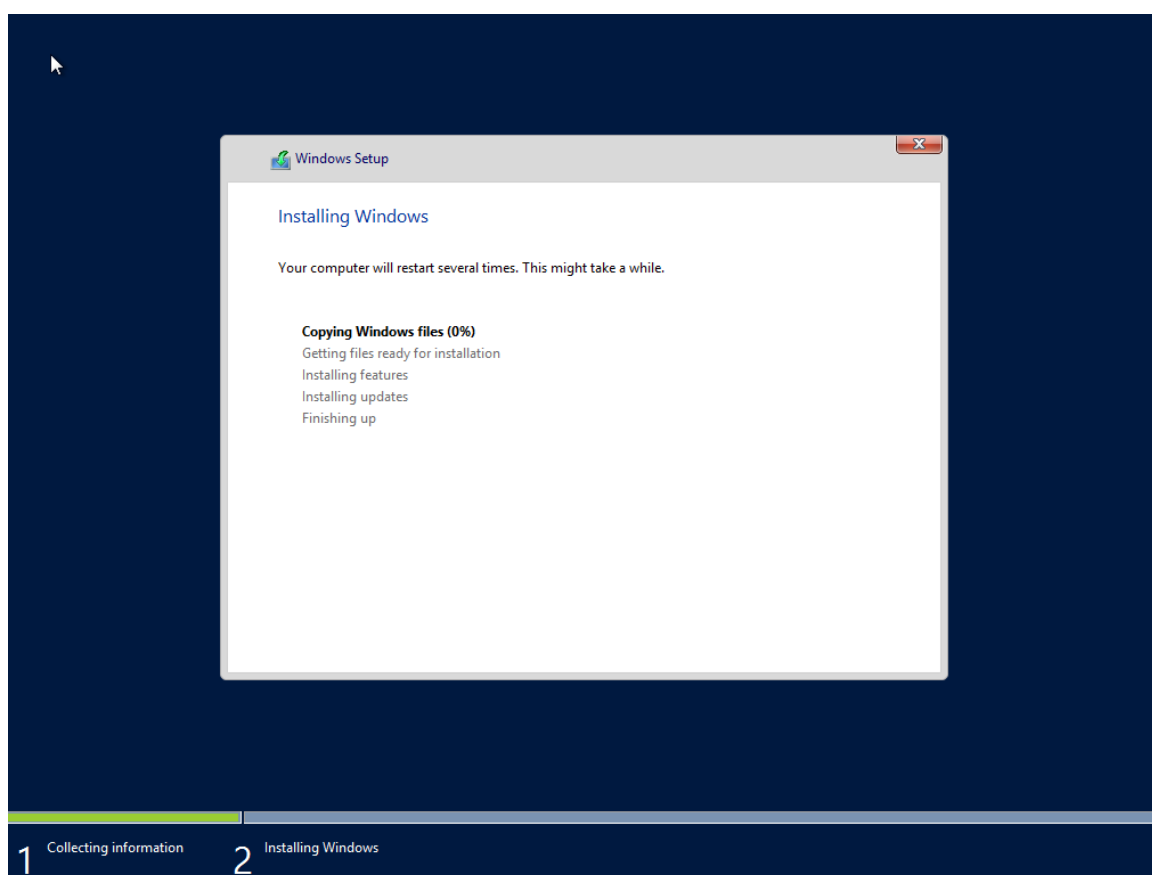 Windows Setup
Installing Windows
Your computer will restart several times. This might take a while.
Copying Windows files (0%)
Getting files ready for installation
Installing features
Installing updates
Finishing up
1 Collecting information
2 Installing Windows